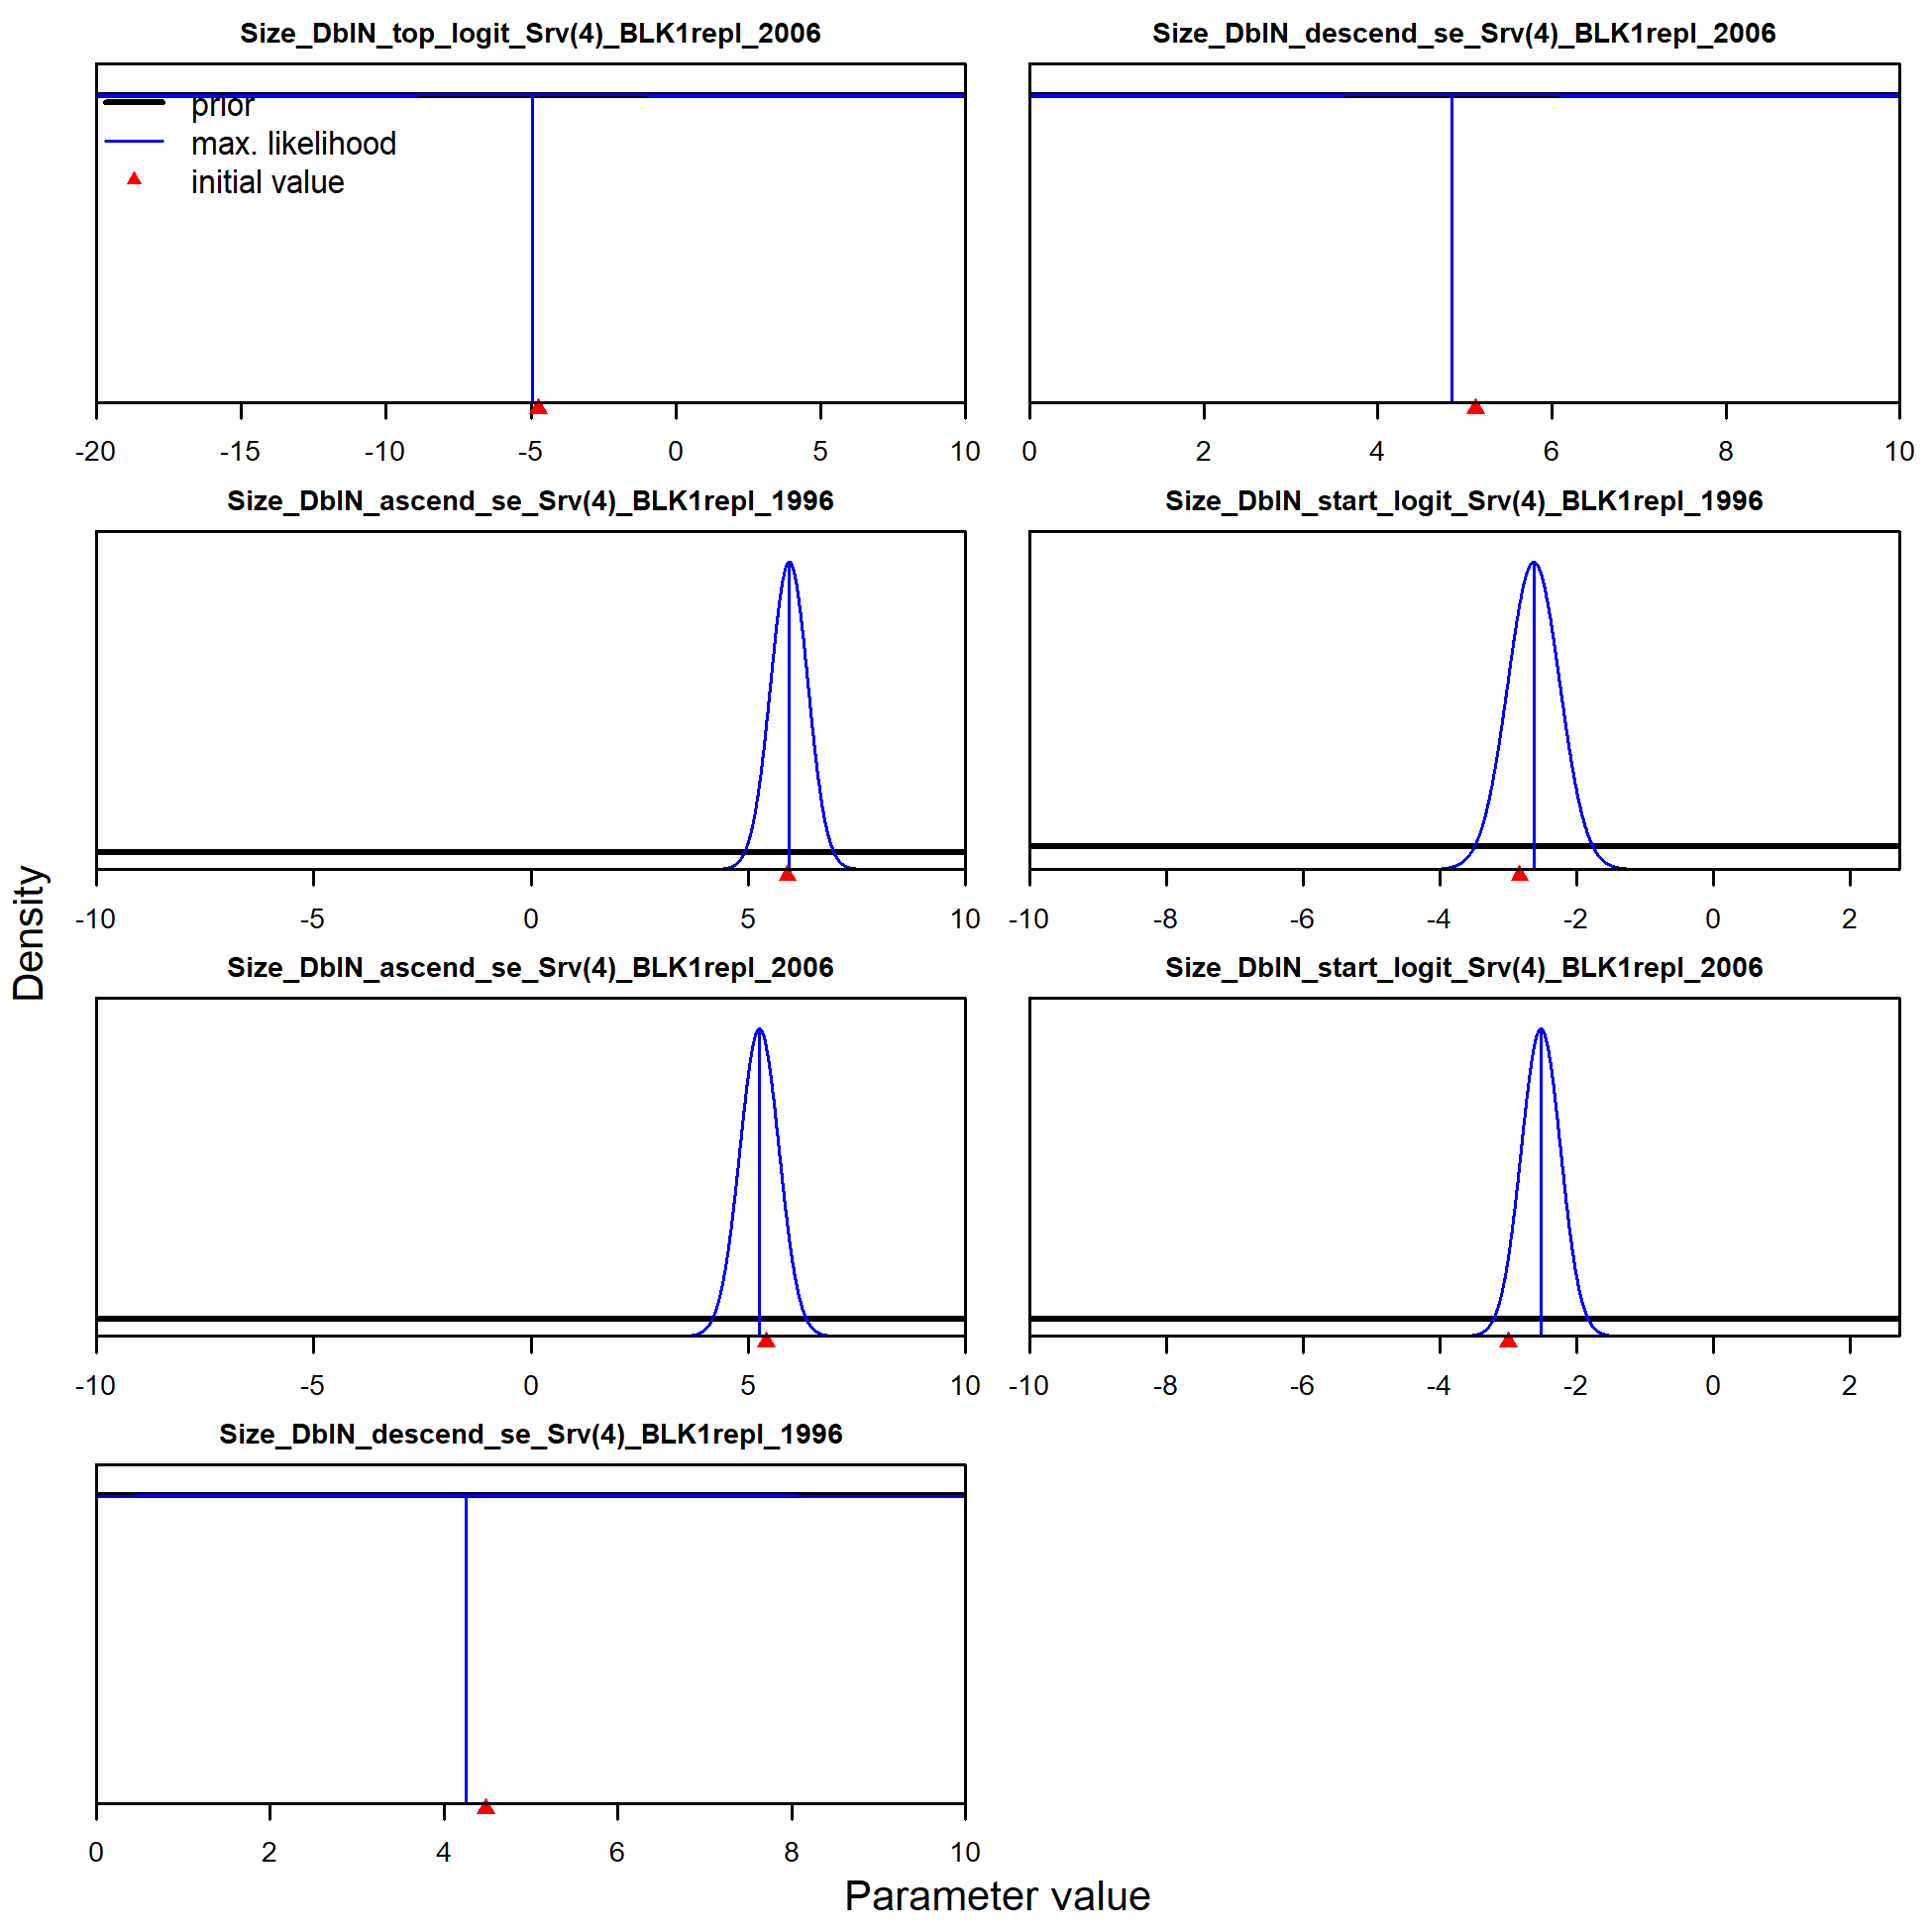 Size_DblN_top_logit_Srv(4)_BLK1repl_2006
prior
max. likelihood
initial value
-20 -15 -10 -5 0 5 10
Size_DblN_descend_se_Srv(4)_BLK1repl_2006
0 2 4 6 8 10
Size_DblN_ascend_se_Srv(4)_BLK1repl_1996
-10 -5 0 5 10
Size_DblN_start_logit_Srv(4)_BLK1repl_1996
-10 -8 -6 -4 -2 0 2
Size_DblN_ascend_se_Srv(4)_BLK1repl_2006
-10 -5 0 5 10
Size_DblN_start_logit_Srv(4)_BLK1repl_2006
-10 -8 -6 -4 -2 0 2
Size_DblN_descend_se_Srv(4)_BLK1repl_1996
0 2 4 6 8 10
Density
Parameter value